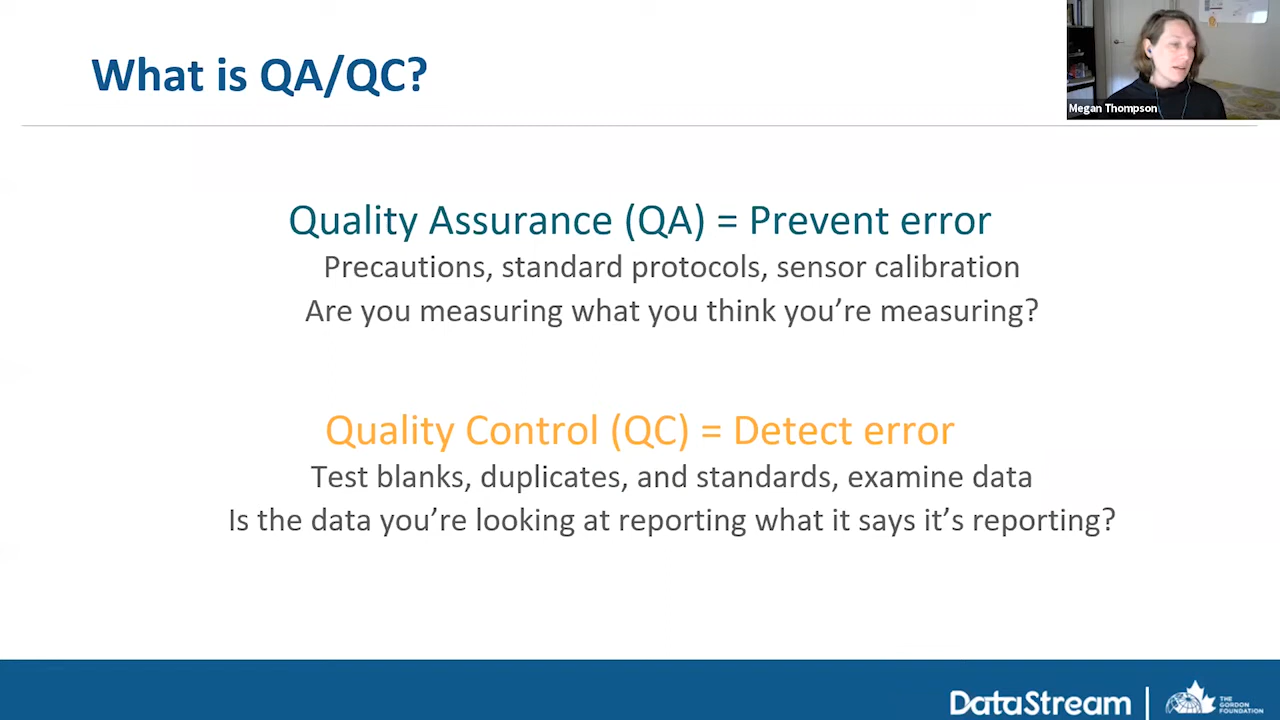 What is QA/QC?
Megan Thompson
Quality Assurance (QA) = Prevent error
Precautions, standard protocols, sensor calibration
Are you measuring what you think you’re measuring?
Quality Control (QC) = Detect error
Test blanks, duplicates, and standards, examine data
Is the data you’re looking at reporting what it says it’s reporting?
DataStream
THE
GORDON
FOUNDATION